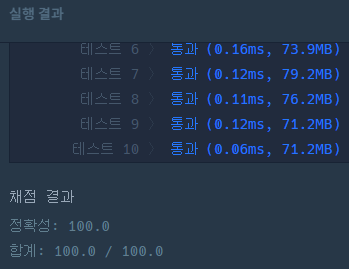 실행 결과
테스트 6 〉 통과 (0.16ms, 73.9MB)
테스트 7 〉 통과 (0.12ms, 79.2MB)
테스트 8 〉 통과 (0.11ms, 76.2MB)
테스트 9 〉 통과 (0.12ms, 71.2MB)
테스트 10 〉 통과 (0.06ms, 71.2MB)
채점 결과
정확성: 100.0
합계: 100.0 / 100.0